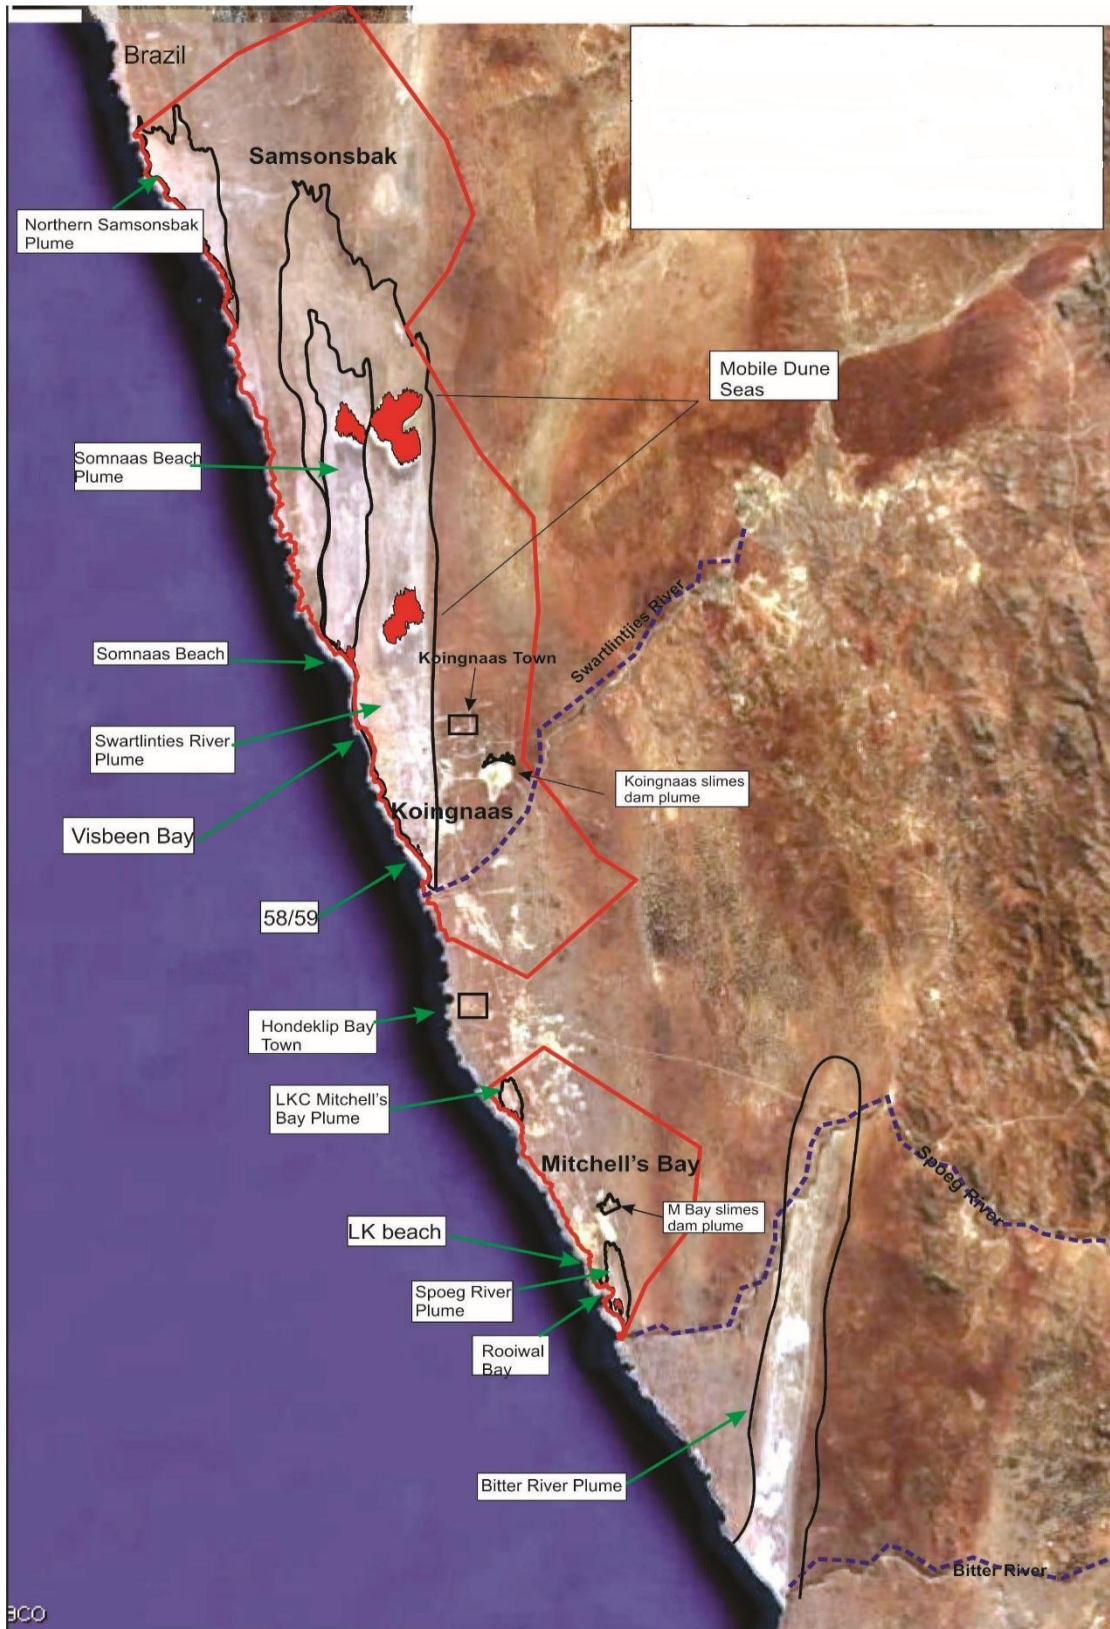 Brazil
Samsonsbak
Northern Samsonsbak
Plume
Mobile Dune
Seas
Somnaas Beach
Plume
Swartlintjies River
Somnaas Beach
Koingnaas Town
Swartlinties River
Plume
Koingnaas slimes
dam plume
Koingnaas
Visbeen Bay
58/59
Hondeklip Bay
Town
LKC Mitchell's
Bay Plume
Mitchell's Bay
Spoeg River
M Bay slimes
dam plume
LK beach
Spoeg River
Plume
Rooiwal
Bay
Bitter River Plume
Bitter River